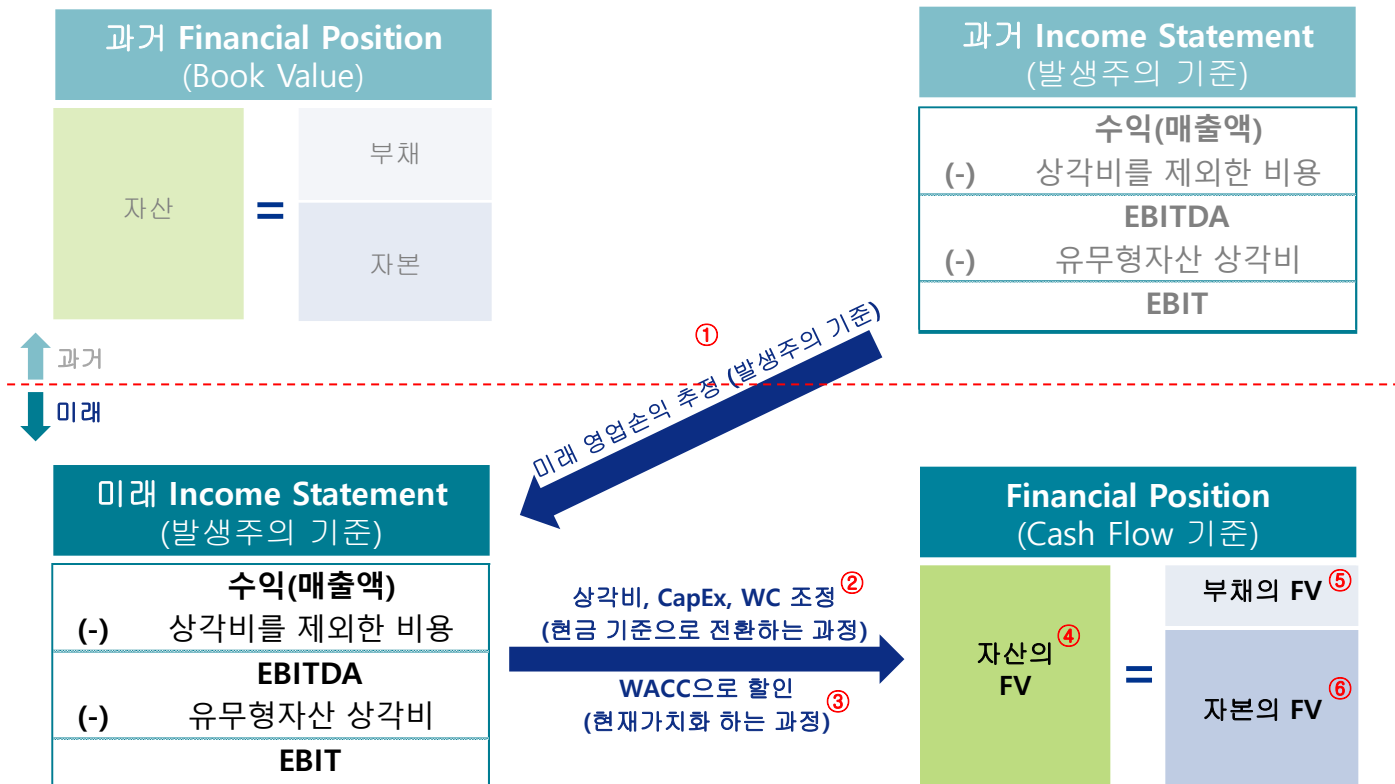 과거 Financial Position
(Book Value)
자산
=
부채
자본
과거 Income Statement
(발생주의 기준)
수익(매출액)
(-) 상각비를 제외한 비용
EBITDA
(-) 유무형자산 상각비
EBIT
과거
미래
①
미래 영업손익 추정 (발생주의 기준)
미래 Income Statement
(발생주의 기준)
수익(매출액)
(-) 상각비를 제외한 비용
EBITDA
(-) 유무형자산 상각비
EBIT
상각비, CapEx, WC 조정 ②
(현금 기준으로 전환하는 과정)
WACC으로 할인
(현재가치화 하는 과정) ③
Financial Position
(Cash Flow 기준)
자산의 ④
FV
=
부채의 FV ⑤
자본의 FV ⑥